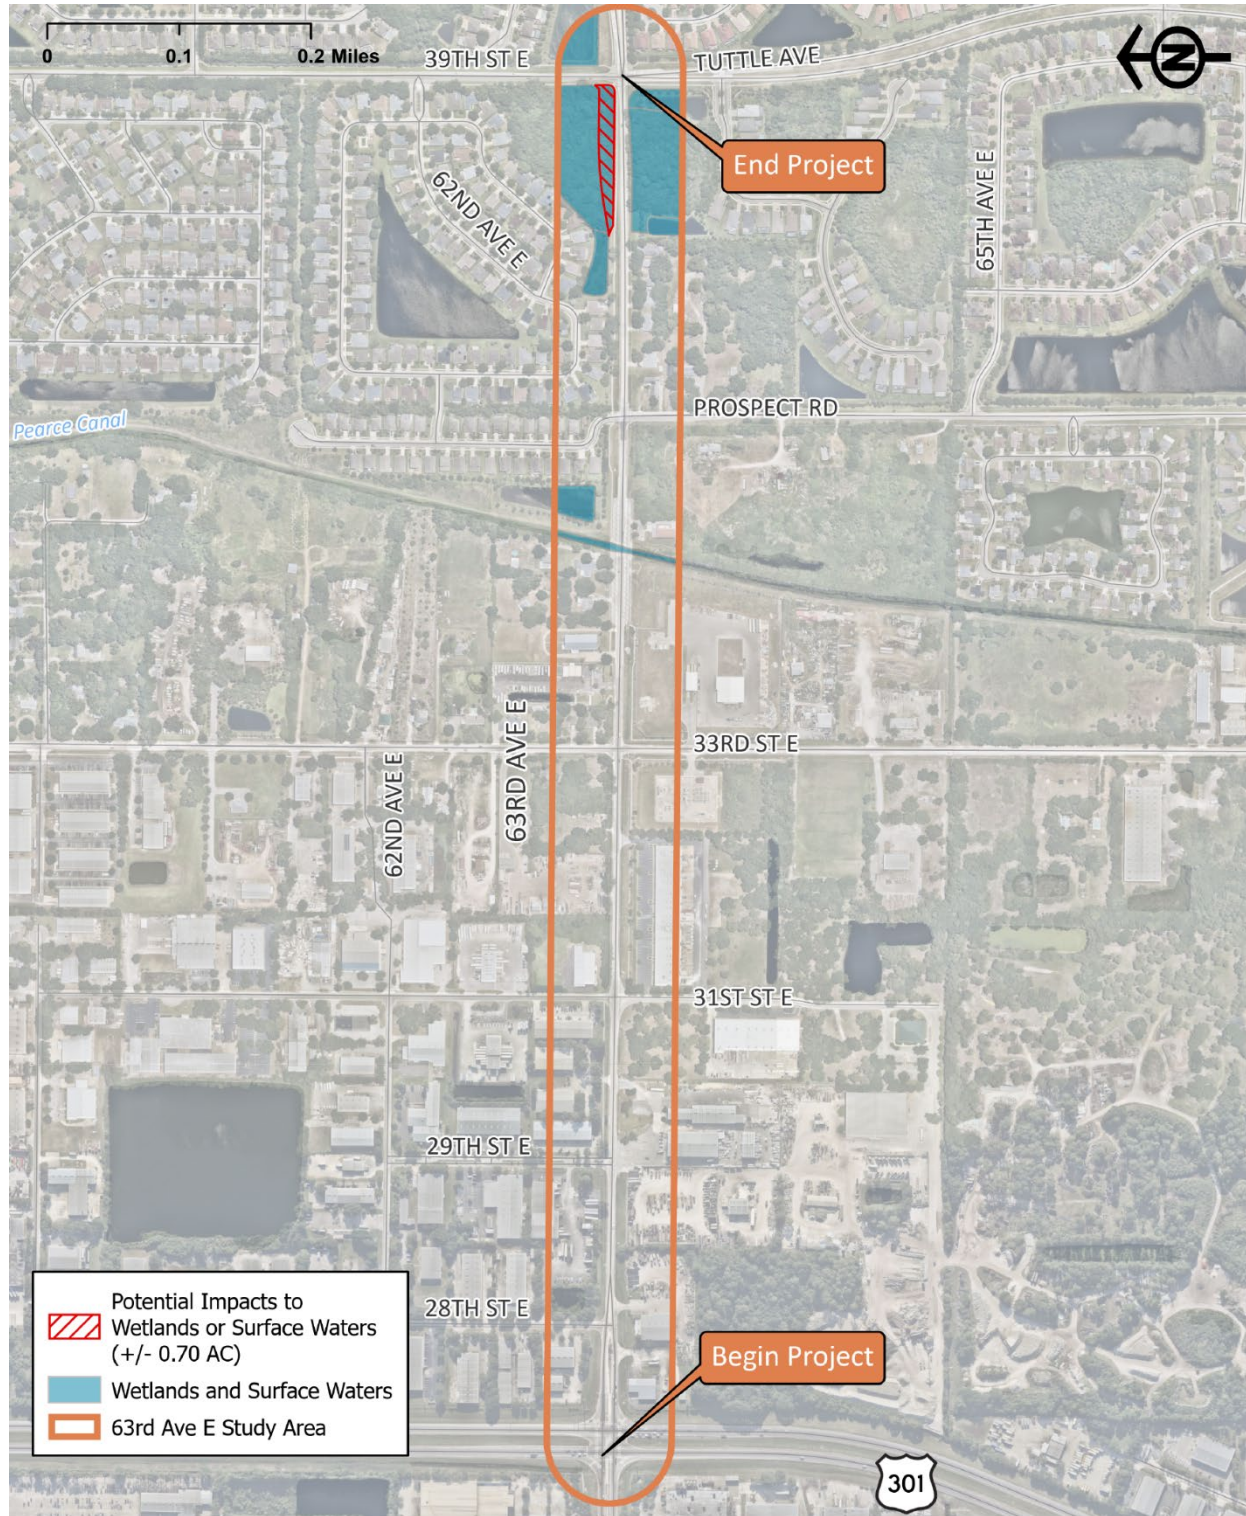 0 0.1 0.2 Miles
39TH ST E
TUTTLE AVE
N
End Project
62ND AVE E
65TH AVE E
PROSPECT RD
Pearce Canal
63RD AVE E
33RD ST E
62ND AVE E
31ST ST E
29TH ST E
28TH ST E
Begin Project
301
Potential Impacts to
Wetlands or Surface Waters
(+/- 0.70 AC)
Wetlands and Surface Waters
63rd Ave E Study Area